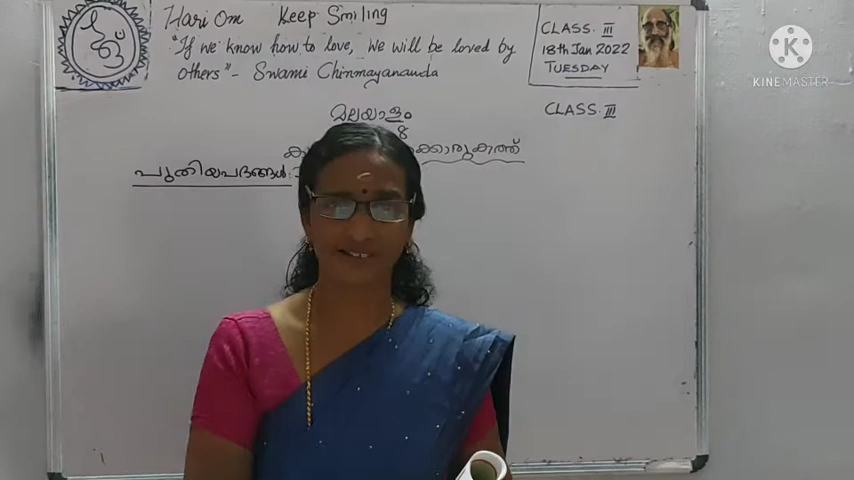 Hari Om Keep Smiling
"If we know how to love, we will be loved by
others" - Swami Chinmayananda
CLASS. III
18th Jan 2022
TUESDAY
മലയാളം
CLASS. III
8
പുതിയപദങ്ങൾ:
K
KINEMASTER